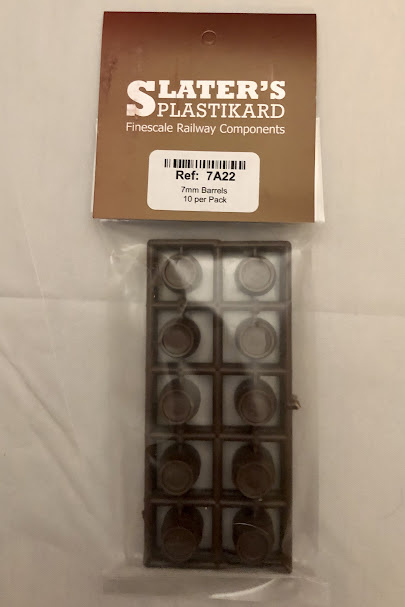 SLATER'S
PLASTIKARD
Finescale Railway Components
Ref: 7A22
7mm Barrels
10 per Pack